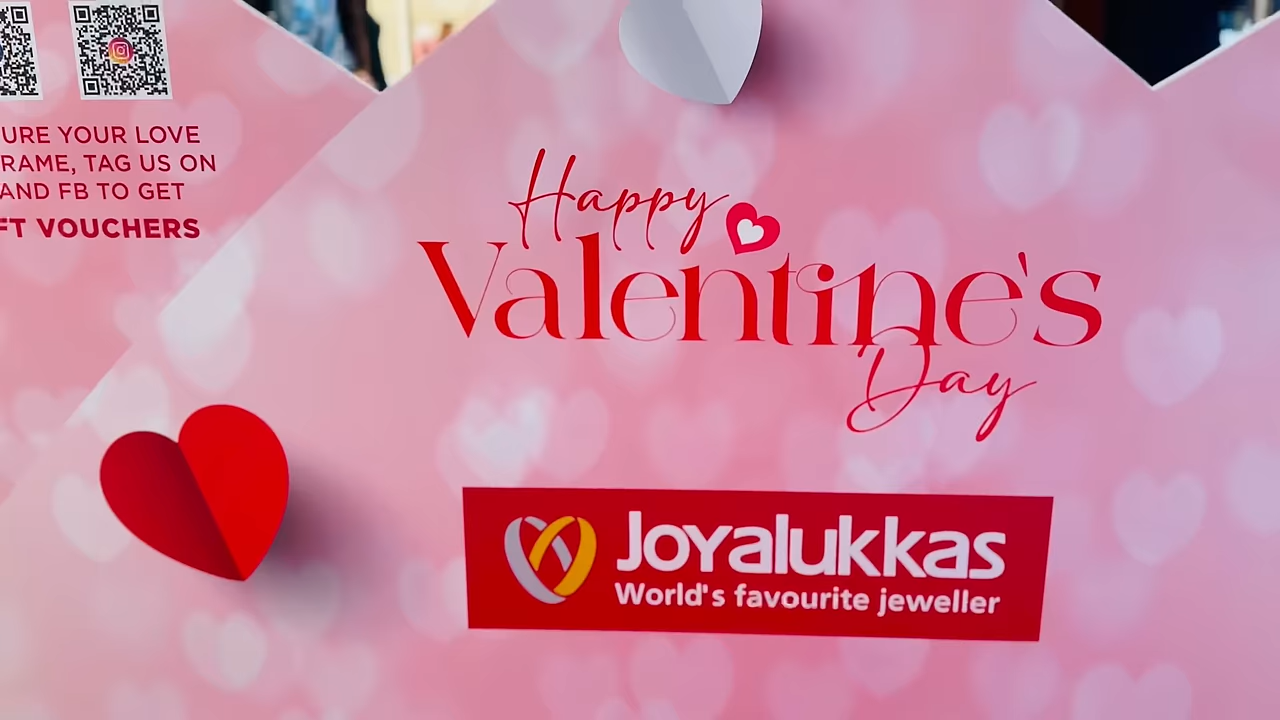 URE YOUR LOVE
RAME, TAG US ON
AND FB TO GET
FT VOUCHERS
Happy
Valentine's
Day
Joyalukkas
World's favourite jeweller